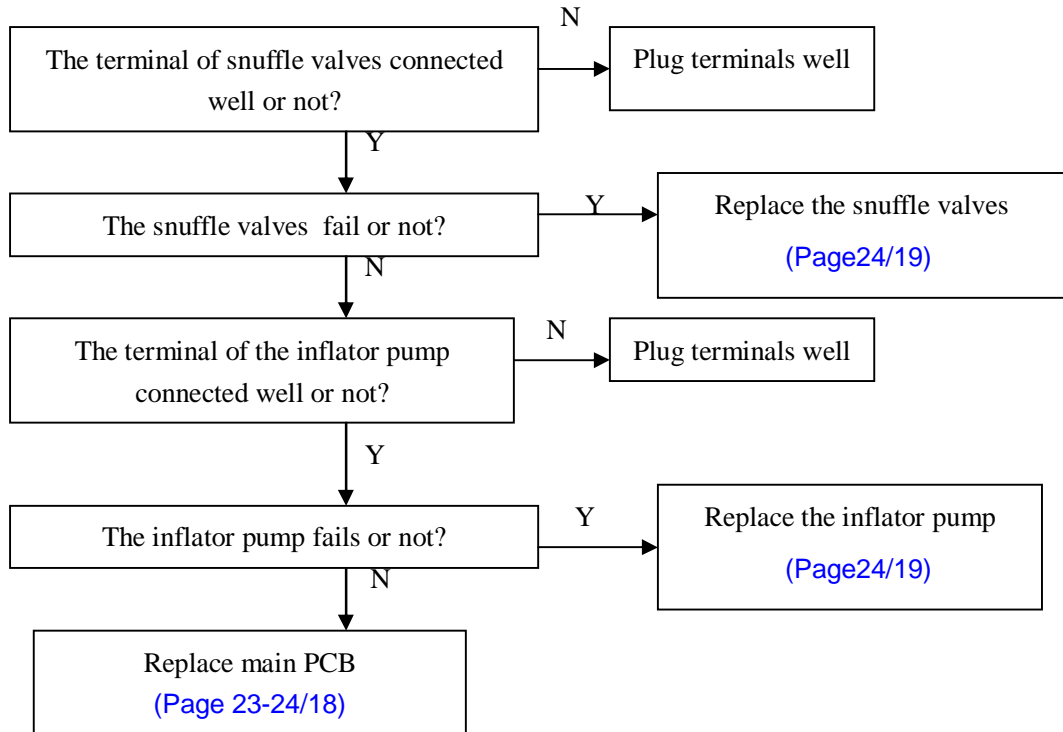 N
The terminal of snuffle valves connected
well or not?
Plug terminals well
Y
The snuffle valves fail or not?
Y
Replace the snuffle valves
(Page24/19)
N
The terminal of the inflator pump
connected well or not?
N
Plug terminals well
Y
The inflator pump fails or not?
Y
Replace the inflator pump
(Page24/19)
N
Replace main PCB
(Page 23-24/18)